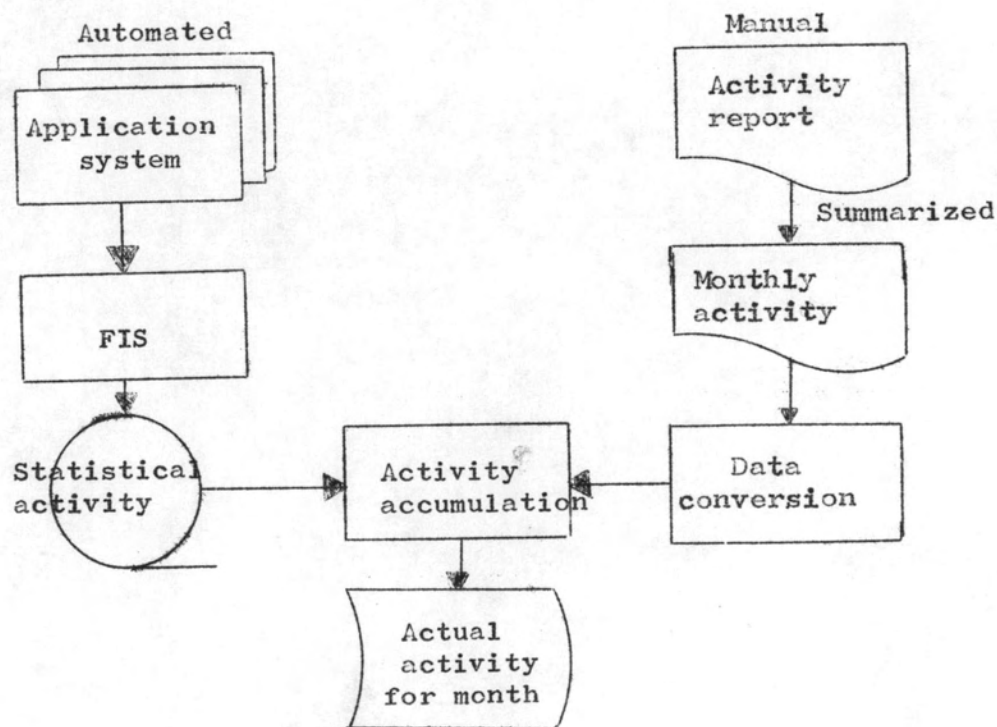 Automated
Application
system
FIS
Statistical
activity
Manual
Activity
report
Summarized
Monthly
activity
Data
conversion
Activity
accumulation
Actual
activity
for month